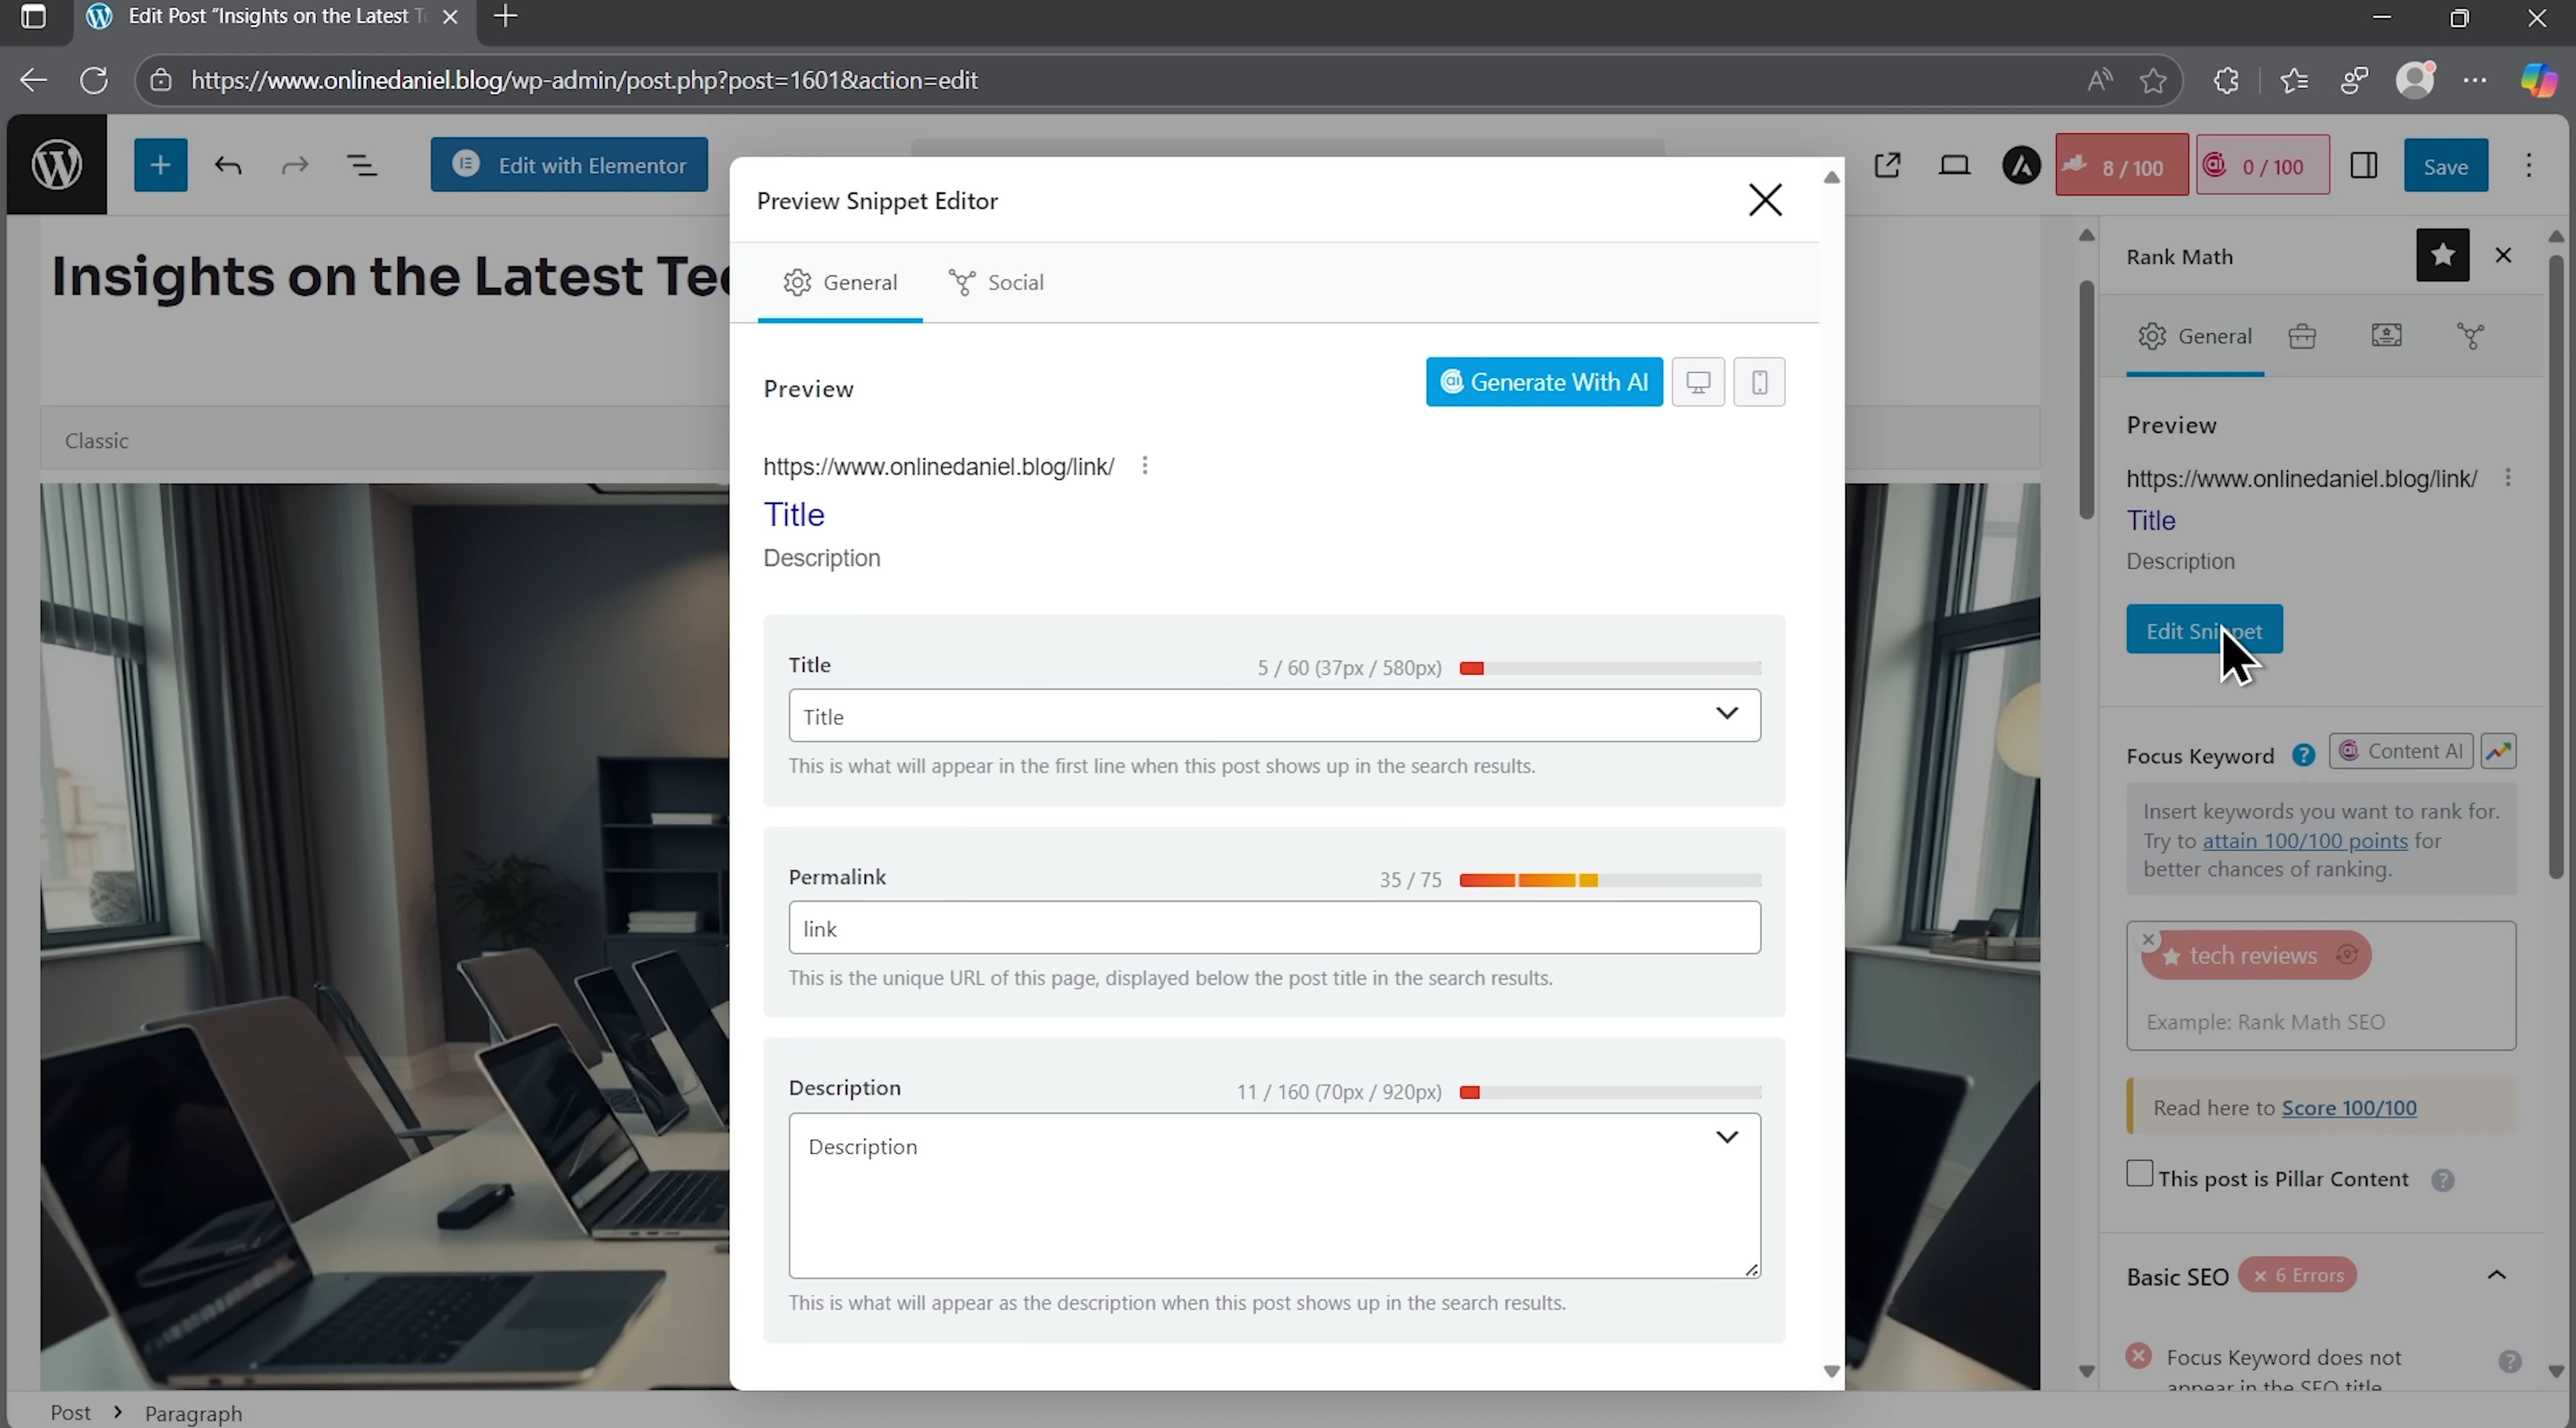 Edit Post “Insights on the Latest
https://www.onlinedaniel.blog/wp-admin/post.php?post=1601&action=edit
Edit with Elementor
8 / 100
0 / 100
Save
Insights on the Latest
Classic
Preview Snippet Editor
General
Social
Preview
Generate With AI
https://www.onlinedaniel.blog/link/
Title
Description
Title
5 / 60 (37px / 580px)
Title
This is what will appear in the first line when this post shows up in the search results.
Permalink
35 / 75
link
This is the unique URL of this page, displayed below the post title in the search results.
Description
11 / 160 (70px / 920px)
Description
This is what will appear as the description when this post shows up in the search results.
Rank Math
General
Preview
https://www.onlinedaniel.blog/link/
Title
Description
Edit Snippet
Focus Keyword
Content AI
Insert keywords you want to rank for.
Try to attain 100/100 points for
better chances of ranking.
tech reviews
Example: Rank Math SEO
Read here to Score 100/100
This post is Pillar Content
Basic SEO
6 Errors
Focus Keyword does not
appear in the SEO title
Post
Paragraph